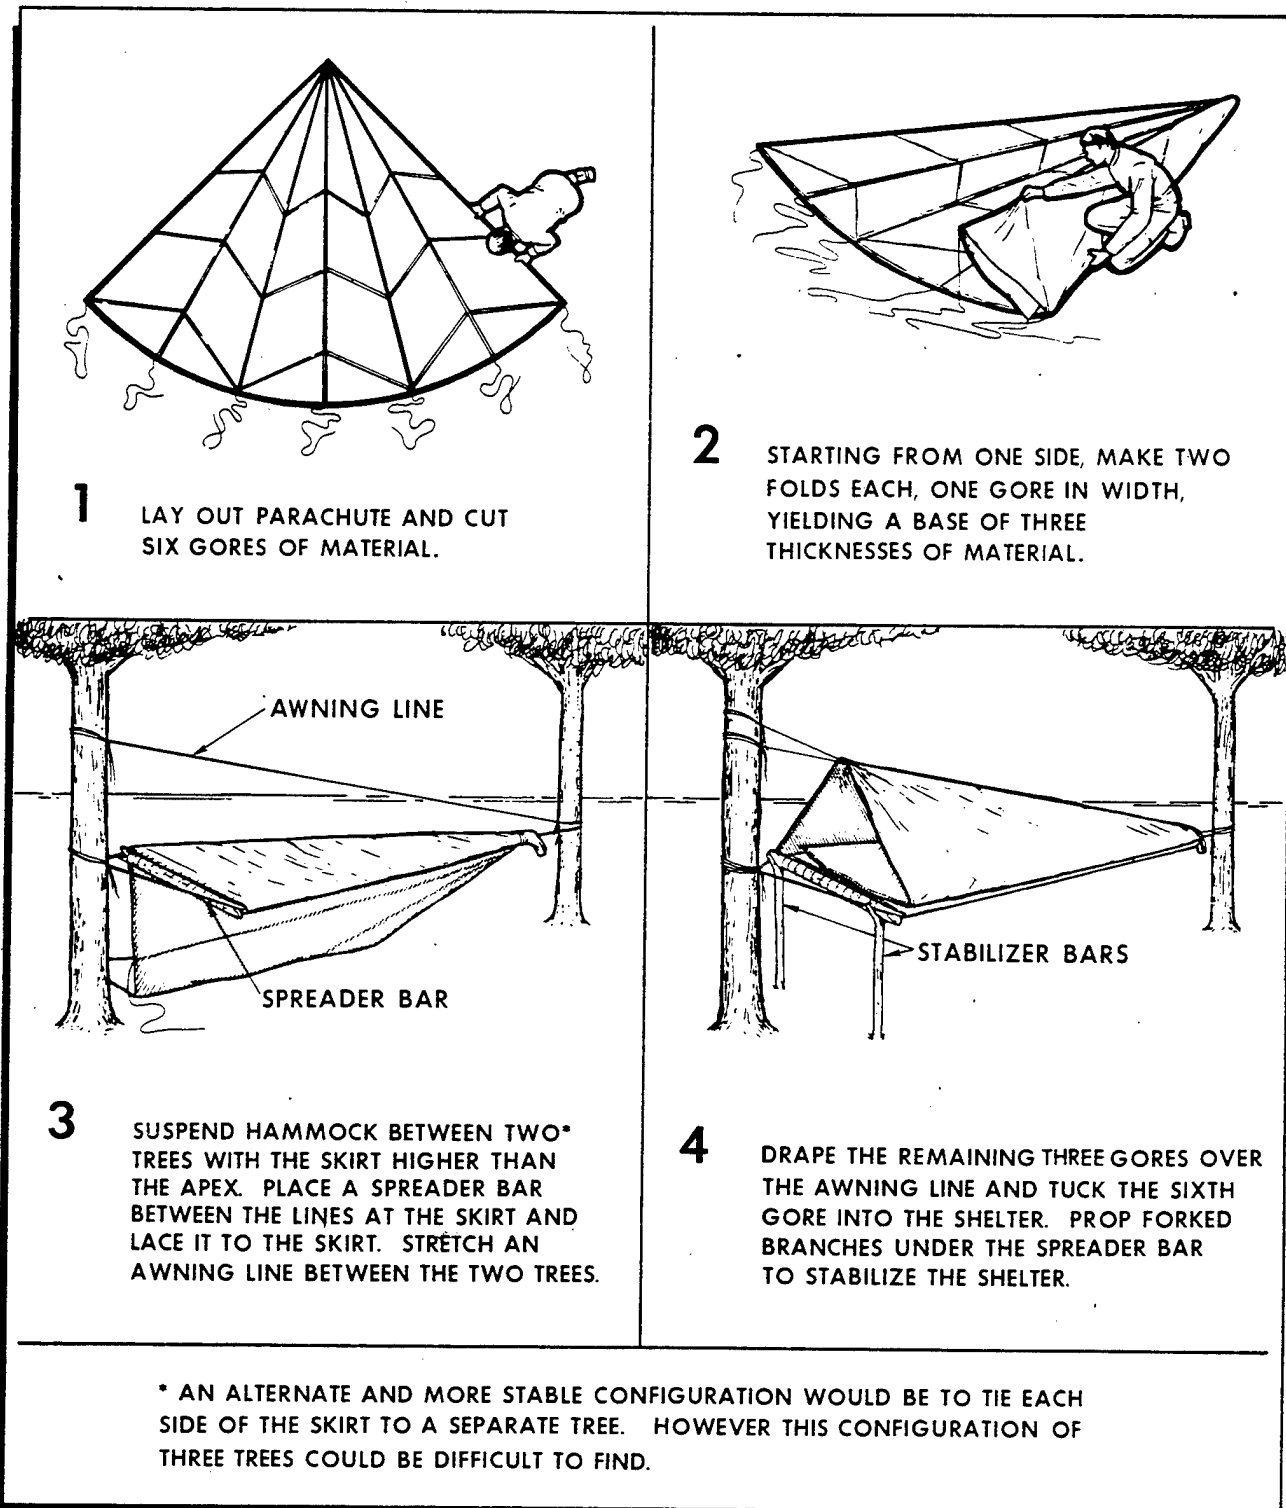 1
LAY OUT PARACHUTE AND CUT
SIX GORES OF MATERIAL.
2
STARTING FROM ONE SIDE, MAKE TWO
FOLDS EACH, ONE GORE IN WIDTH,
YIELDING A BASE OF THREE
THICKNESSES OF MATERIAL.
AWNING LINE
SPREADER BAR
3
SUSPEND HAMMOCK BETWEEN TWO*
TREES WITH THE SKIRT HIGHER THAN
THE APEX. PLACE A SPREADER BAR
BETWEEN THE LINES AT THE SKIRT AND
LACE IT TO THE SKIRT. STRETCH AN
AWNING LINE BETWEEN THE TWO TREES.
STABILIZER BARS
4
DRAPE THE REMAINING THREE GORES OVER
THE AWNING LINE AND TUCK THE SIXTH
GORE INTO THE SHELTER. PROP FORKED
BRANCHES UNDER THE SPREADER BAR
TO STABILIZE THE SHELTER.
* AN ALTERNATE AND MORE STABLE CONFIGURATION WOULD BE TO TIE EACH
SIDE OF THE SKIRT TO A SEPARATE TREE. HOWEVER THIS CONFIGURATION OF
THREE TREES COULD BE DIFFICULT TO FIND.